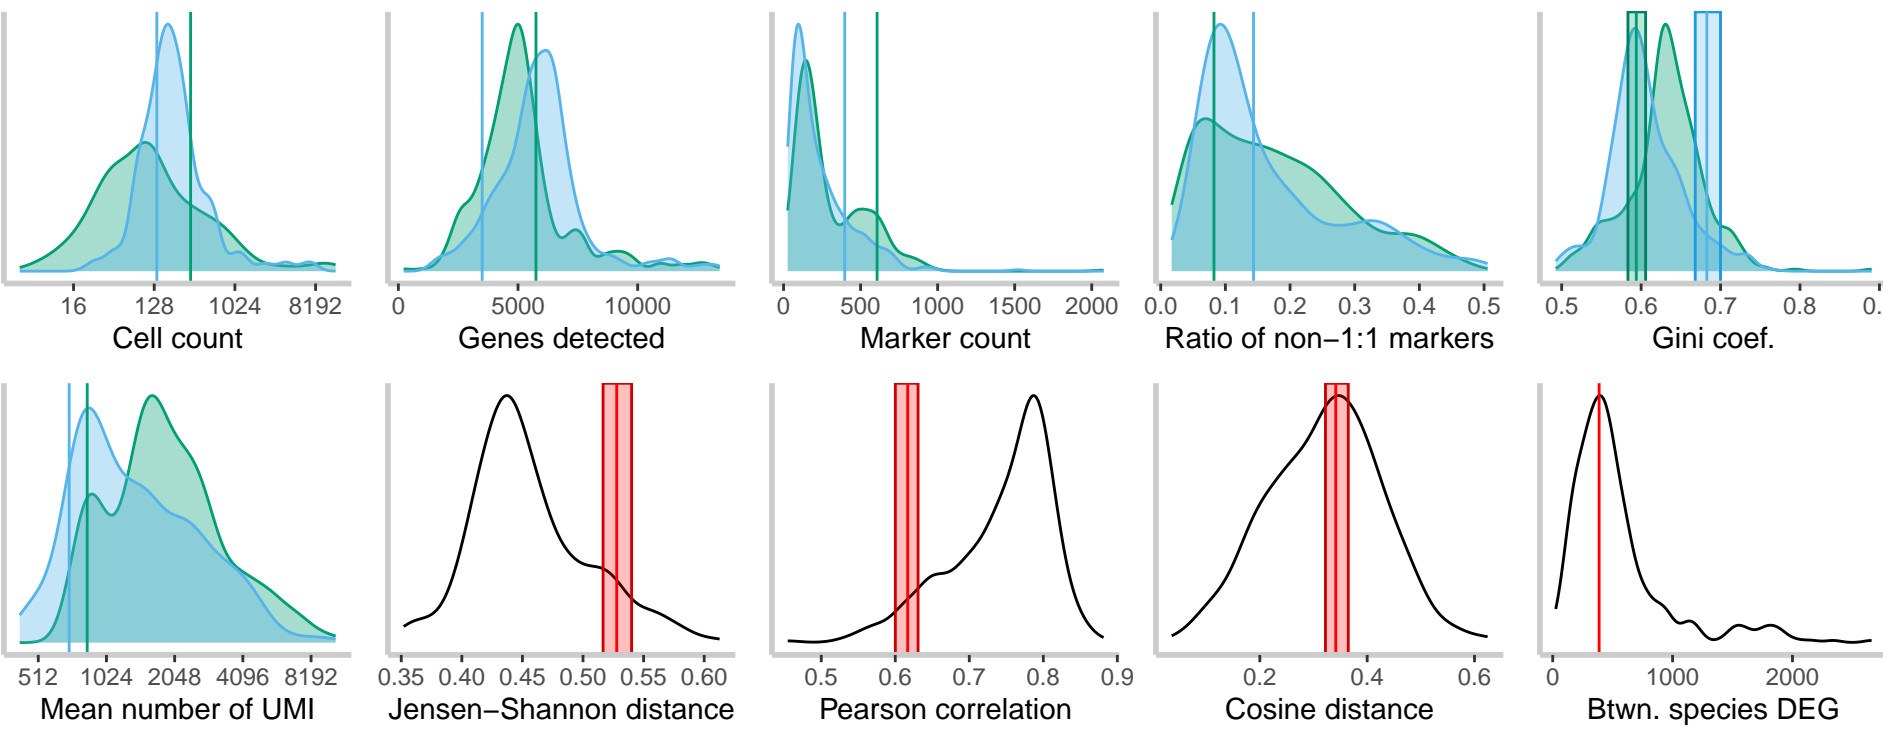 16 128 1024 8192
Cell count
0 5000 10000
Genes detected
0 500 1000 1500 2000
Marker count
0.0 0.1 0.2 0.3 0.4 0.5
Ratio of non−1:1 markers
0.5 0.6 0.7 0.8 0.
Gini coef.
512 1024 2048 4096 8192
Mean number of UMI
0.35 0.40 0.45 0.50 0.55 0.60
Jensen−Shannon distance
0.5 0.6 0.7 0.8 0.9
Pearson correlation
0.2 0.4 0.6
Cosine distance
0 1000 2000
Btwn. species DEG